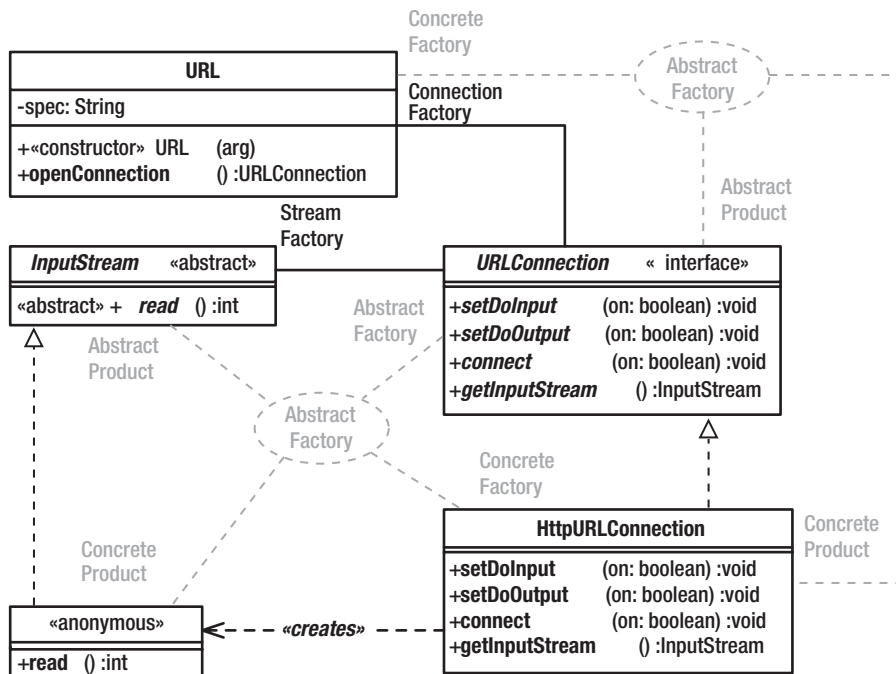 Concrete
Factory
URL
Abstract
Factory
-spec: String
Connection
Factory
+«constructor» URL (arg)
+openConnection () :URLConnection
Abstract
Product
Stream
Factory
InputStream «abstract»
URLConnection « interface»
«abstract» + read () :int
+setDoInput (on: boolean) :void
+setDoOutput (on: boolean) :void
+connect (on: boolean) :void
+getInputStream () :InputStream
Abstract
Factory
Abstract
Product
Abstract
Factory
Concrete
Factory
HttpURLConnection
Concrete
Product
+setDoInput (on: boolean) :void
+setDoOutput (on: boolean) :void
+connect (on: boolean) :void
+getInputStream () :InputStream
Concrete
Product
«anonymous»
«creates»
+read () :int